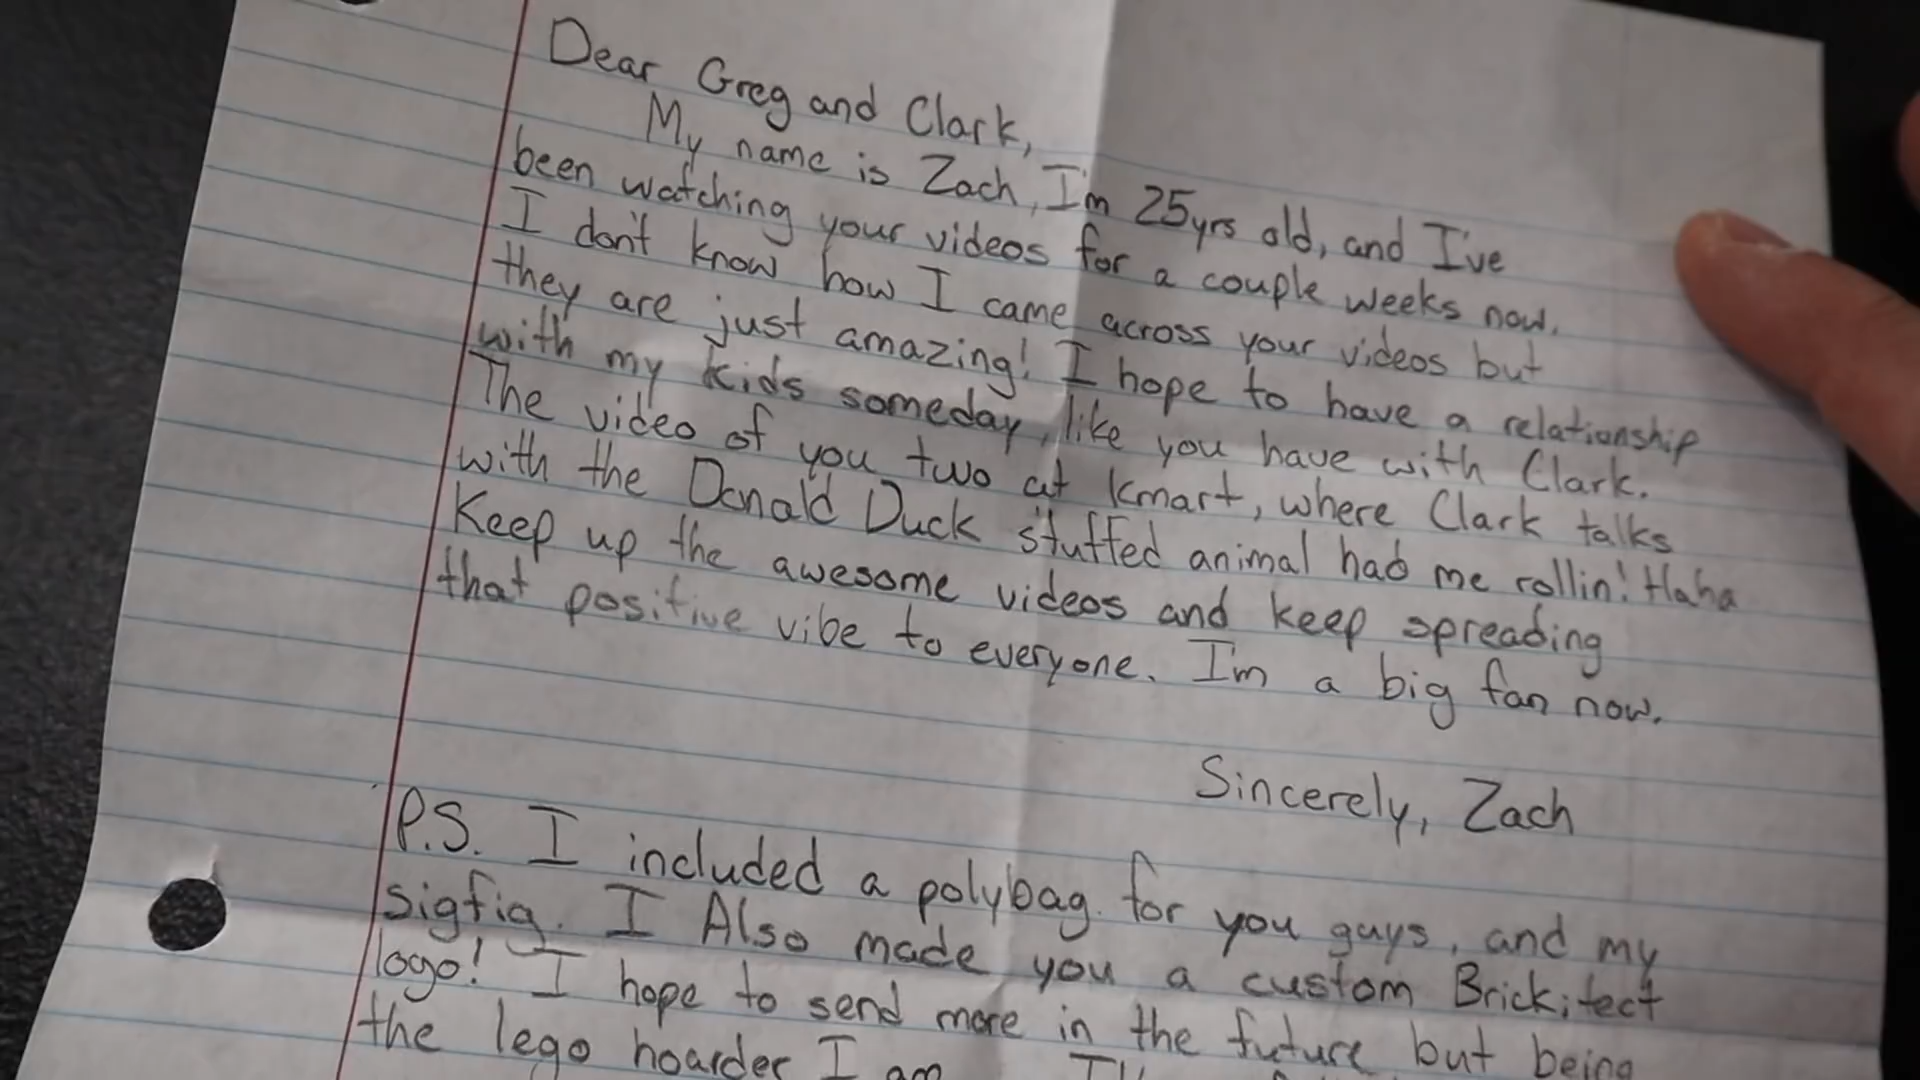 Dear Greg and Clark,
My name is Zach, I'm 25yrs old, and I've
been watching your videos for a couple weeks now.
I don't know how I came across your videos but
they are just amazing! I hope to have a relationship
with my kids someday, like you have with Clark.
The video of you two at Kmart, where Clark talks
with the Donald Duck stuffed animal had me rollin! Haha
Keep up the awesome videos and keep spreading
that positive vibe to everyone. I'm a big fan now.
Sincerely, Zach
P.S. I included a polybag for you guys, and my
sigfig. I Also made you a custom Brickitect
logo! I hope to send more in the future but being
the lego hoarder I am